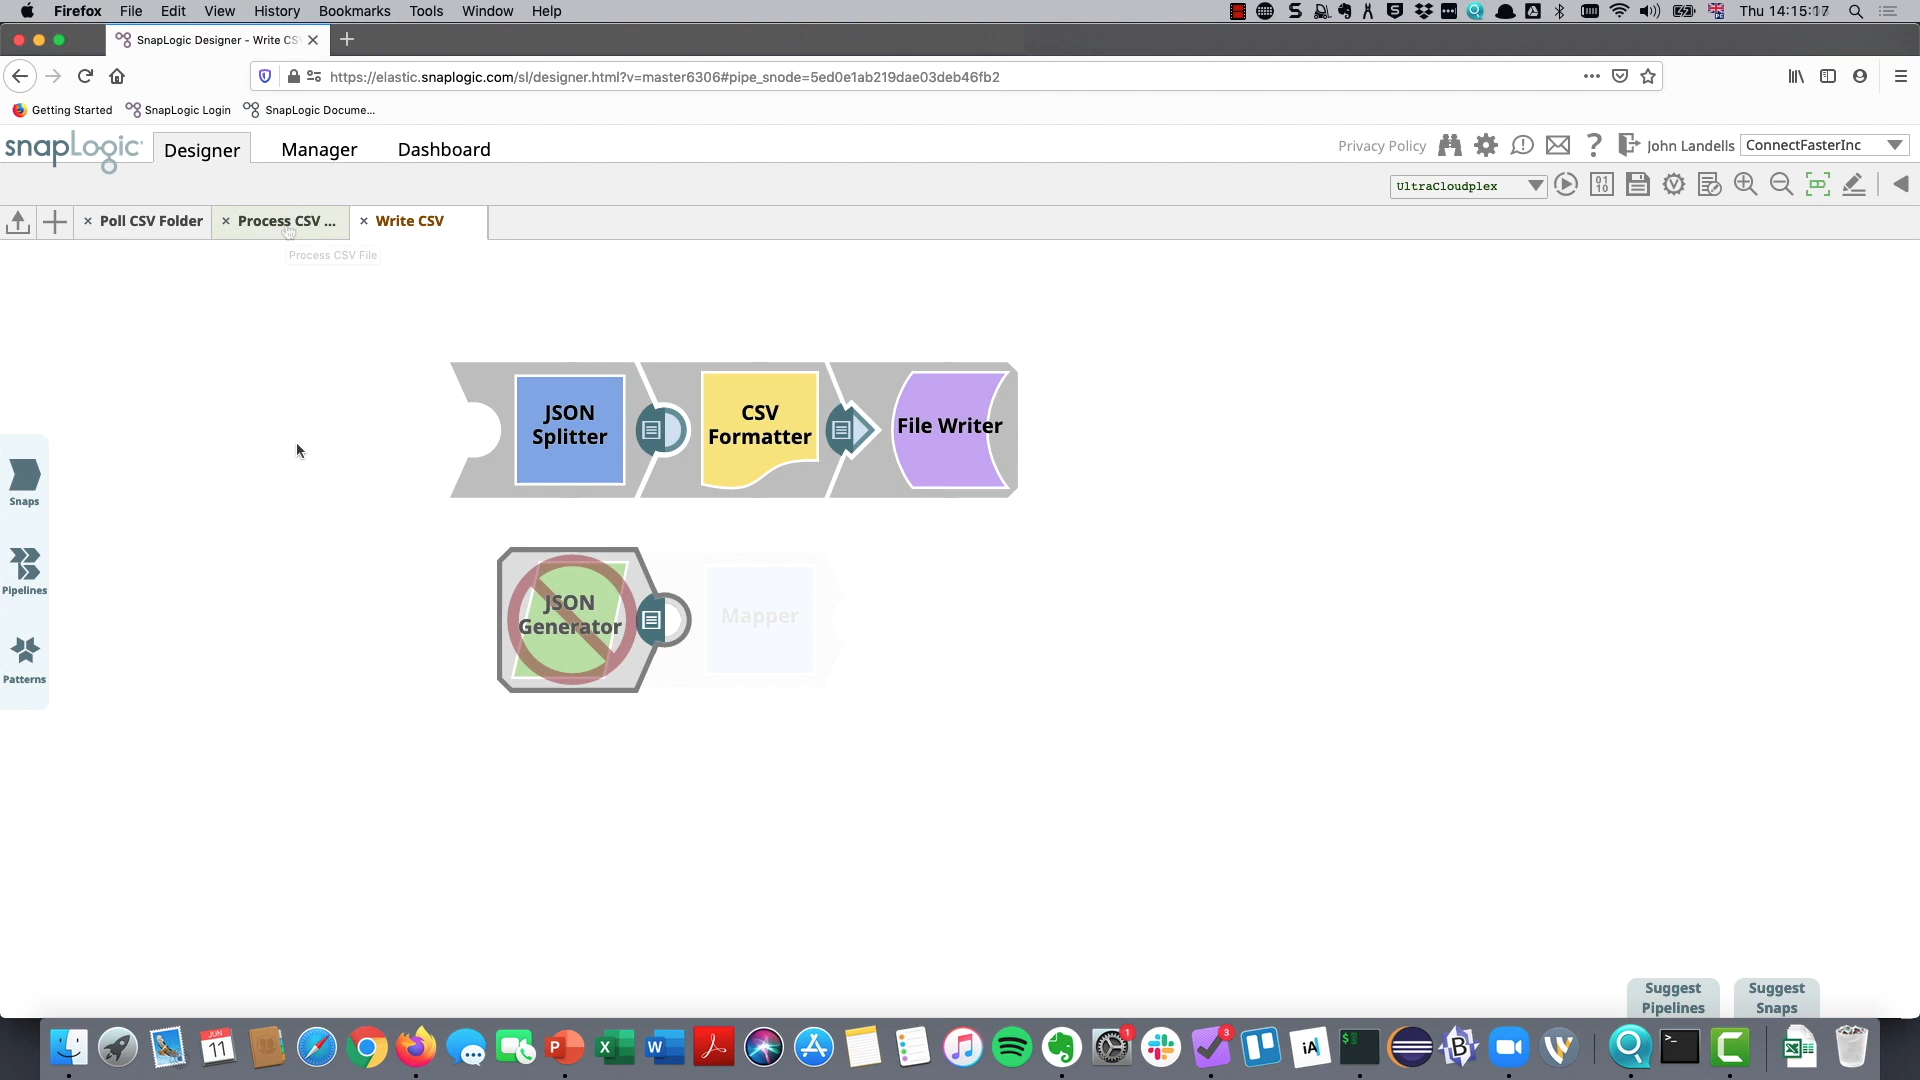 Firefox File Edit View History Bookmarks Tools Window Help Thu 14:15:17
SnapLogic Designer - Write CS
https://elastic.snaplogic.com/sl/designer.html?v=master6306#pipe_snode=5ed0e1ab219dae03deb46fb2
Getting Started SnapLogic Login SnapLogic Docume...
snapLogic Designer Manager Dashboard Privacy Policy John Landells ConnectFasterInc
UltraCloudplex
Poll CSV Folder Process CSV ... Write CSV
Process CSV File
JSON
Splitter
CSV
Formatter
File Writer
Snaps
Pipelines
Patterns
JSON
Generator
Mapper
Suggest
Pipelines
Suggest
Snaps
JUN
11